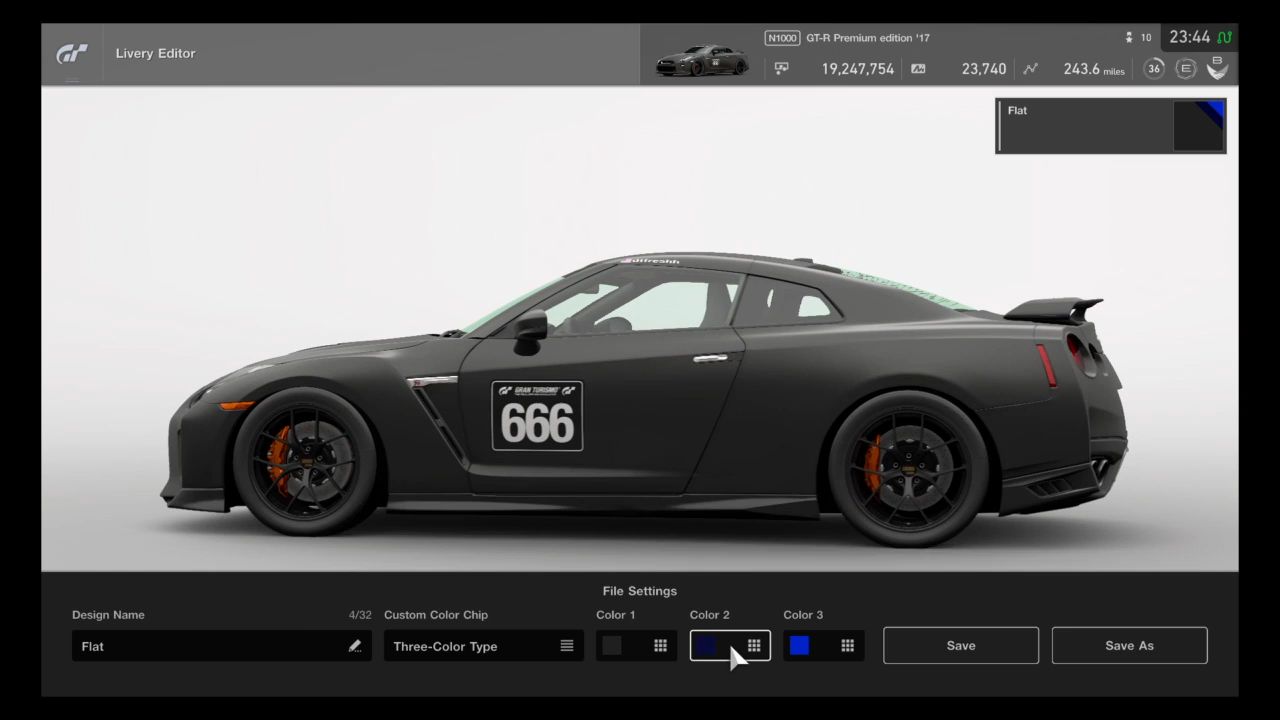 Livery Editor
N1000 GT-R Premium edition '17
10
23:44
19,247,754
23,740
243.6 miles
36
E
B
Flat
GRAN TURISMO
666
File Settings
Design Name 4/32
Custom Color Chip
Color 1
Color 2
Color 3
Flat
Three-Color Type
Save
Save As